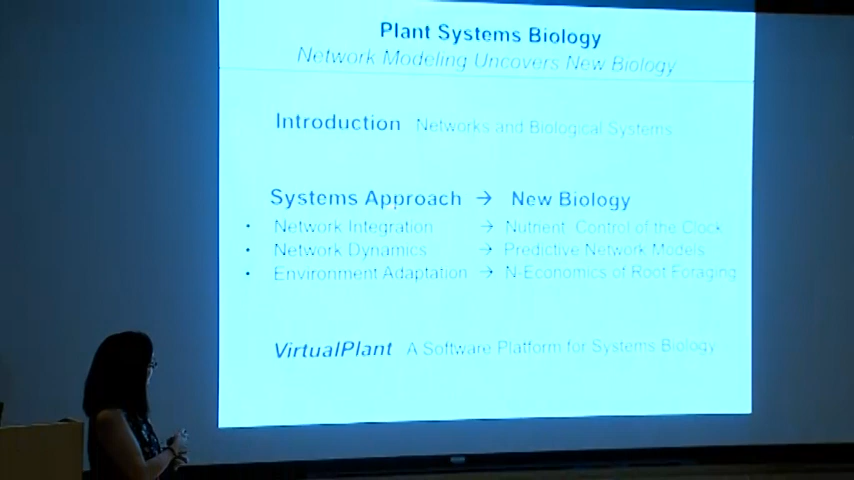 Plant Systems Biology
Network Modeling Uncovers New Biology
Introduction Networks and Biological Systems
Systems Approach → New Biology
• Network Integration → Nutrient Control of the Clock
• Network Dynamics → Predictive Network Models
• Environment Adaptation → N-Economics of Root Foraging
VirtualPlant A Software Platform for Systems Biology